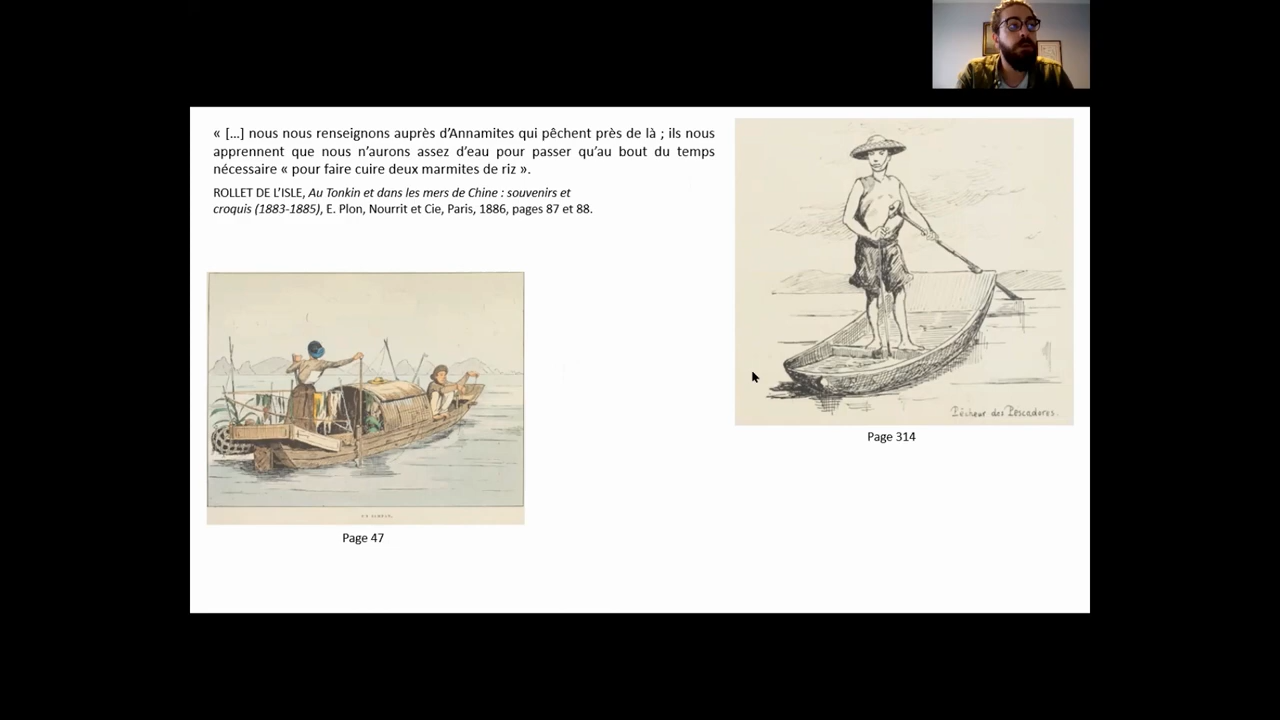 « […] nous nous renseignons auprès d’Annamites qui pêchent près de là ; ils nous
apprennent que nous n’aurons assez d’eau pour passer qu’au bout du temps
nécessaire « pour faire cuire deux marmites de riz ».
ROLLET DE L’ISLE, Au Tonkin et dans les mers de Chine : souvenirs et
croquis (1883-1885), E. Plon, Nourrit et Cie, Paris, 1886, pages 87 et 88.
Pêcheur des Pescadores.
Page 314
Page 47